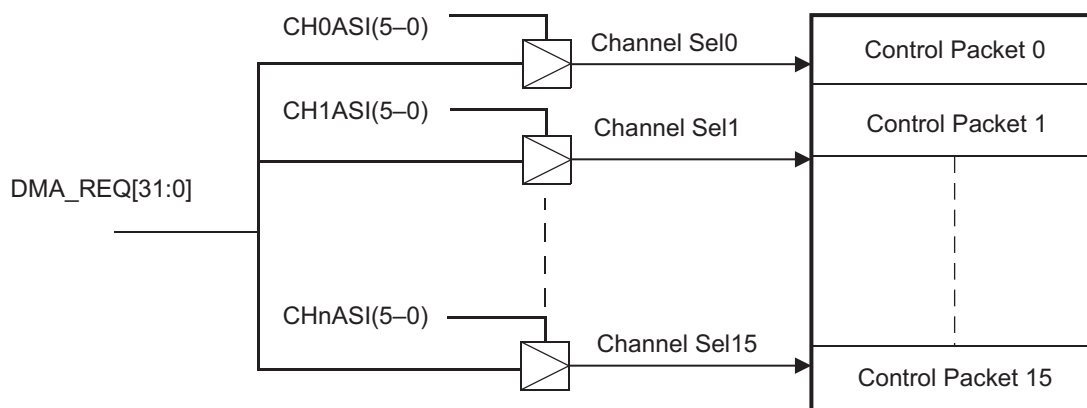 CH0ASI(5–0)
Channel Sel0
Control Packet 0
CH1ASI(5–0)
Channel Sel1
Control Packet 1
DMA_REQ[31:0]
CHnASI(5–0)
Channel Sel15
Control Packet 15